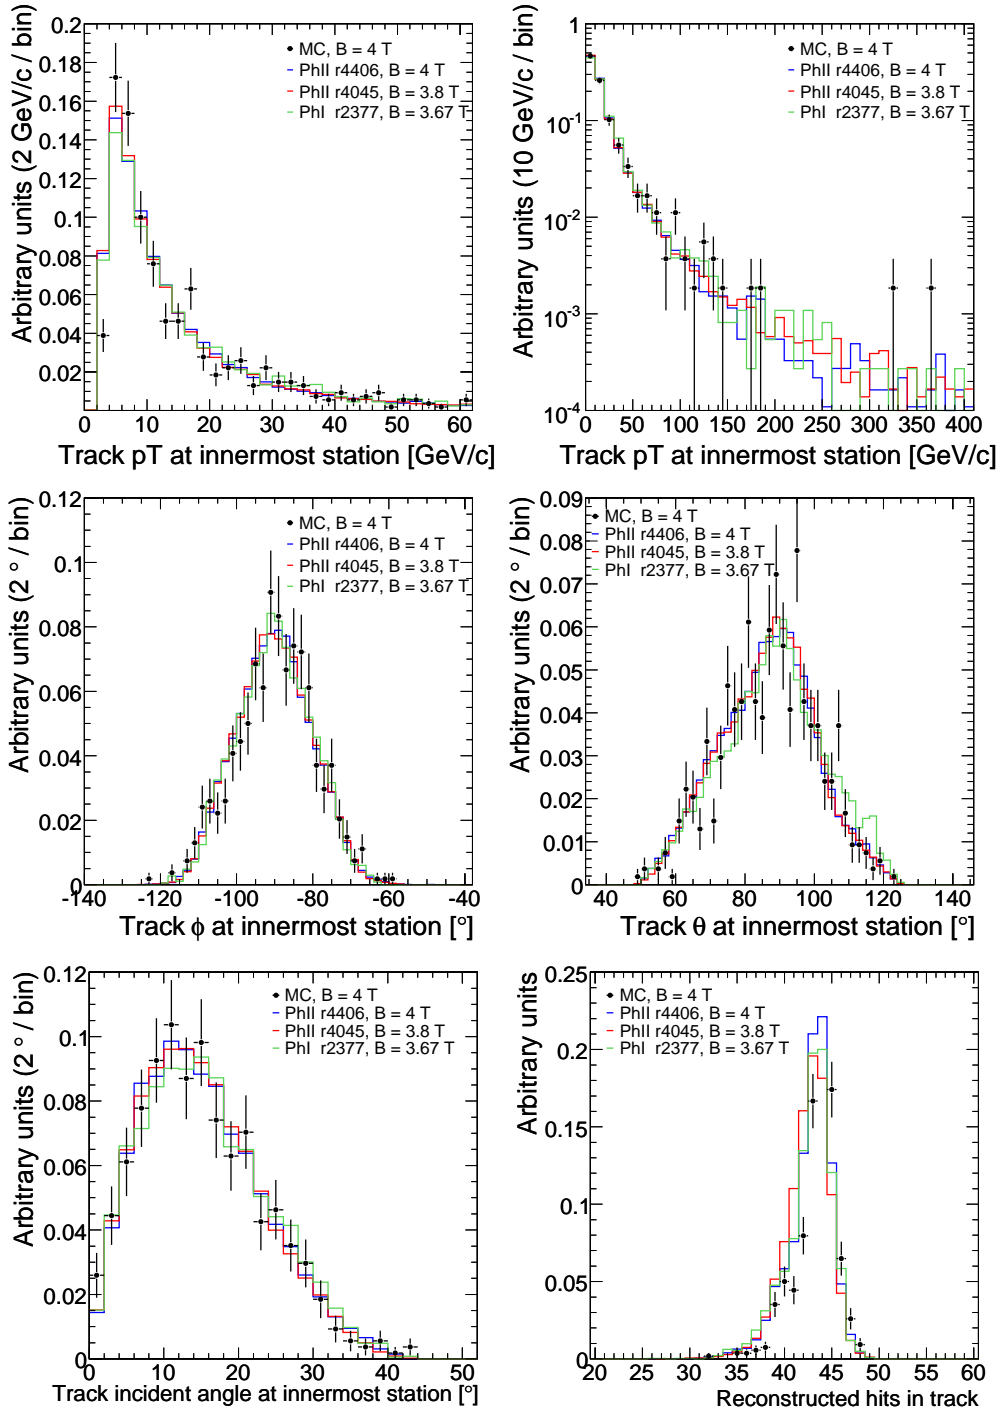 Arbitrary units (2 GeV/c / bin)
0.2
0.18
0.16
0.14
0.12
0.1
0.08
0.06
0.04
0.02
MC, B = 4 T
PhII r4406, B = 4 T
PhII r4045, B = 3.8 T
PhI r2377, B = 3.67 T
0 10 20 30 40 50 60
Track pT at innermost station [GeV/c]
Arbitrary units (10 GeV/c / bin)
1
10-1
10-2
10-3
10-4
MC, B = 4 T
PhII r4406, B = 4 T
PhII r4045, B = 3.8 T
PhI r2377, B = 3.67 T
0 50 100 150 200 250 300 350 400
Track pT at innermost station [GeV/c]
Arbitrary units (2 ° / bin)
0.12
0.1
0.08
0.06
0.04
0.02
0
MC, B = 4 T
PhII r4406, B = 4 T
PhII r4045, B = 3.8 T
PhI r2377, B = 3.67 T
-140 -120 -100 -80 -60 -40
Track ϕ at innermost station [°]
Arbitrary units (2 ° / bin)
0.09
0.08
0.07
0.06
0.05
0.04
0.03
0.02
0.01
0
MC, B = 4 T
PhII r4406, B = 4 T
PhII r4045, B = 3.8 T
PhI r2377, B = 3.67 T
40 60 80 100 120 140
Track θ at innermost station [°]
Arbitrary units (2 ° / bin)
0.12
0.1
0.08
0.06
0.04
0.02
0
MC, B = 4 T
PhII r4406, B = 4 T
PhII r4045, B = 3.8 T
PhI r2377, B = 3.67 T
0 10 20 30 40 50
Track incident angle at innermost station [°]
Arbitrary units
0.25
0.2
0.15
0.1
0.05
0
MC, B = 4 T
PhII r4406, B = 4 T
PhII r4045, B = 3.8 T
PhI r2377, B = 3.67 T
20 25 30 35 40 45 50 55 60
Reconstructed hits in track